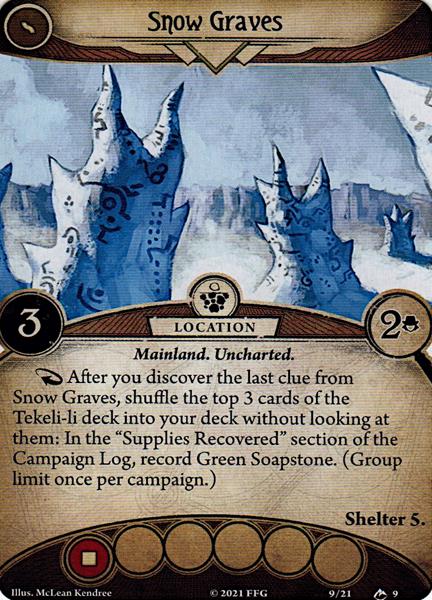 Snow Graves
3
LOCATION
2
Mainland. Uncharted.
After you discover the last clue from
Snow Graves, shuffle the top 3 cards of the
Tekeli-li deck into your deck without looking at
them: In the “Supplies Recovered” section of the
Campaign Log, record Green Soapstone. (Group
limit once per campaign.)
Shelter 5.
Illus. McLean Kendree © 2021 FFG 9/21 9